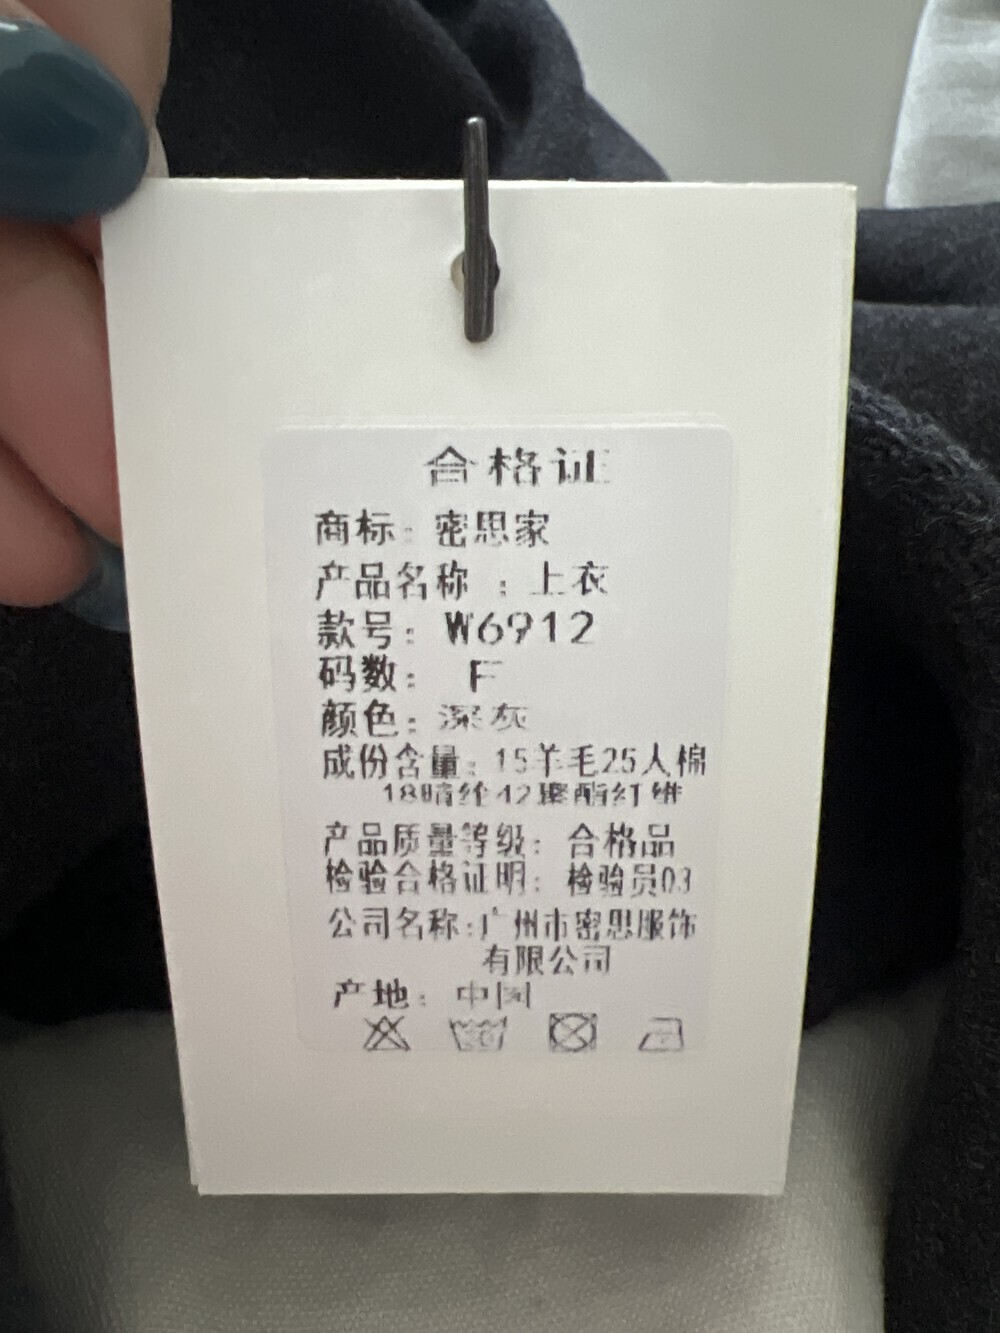 合格证
商标：密思家
产品名称 ：上衣
款号：W6912
码数： F
颜色：深灰
成份含量：15羊毛25人棉
18晴纶42聚酯纤维
产品质量等级：合格品
检验合格证明：检验员03
公司名称:广州市密思服饰
有限公司
产地：中国